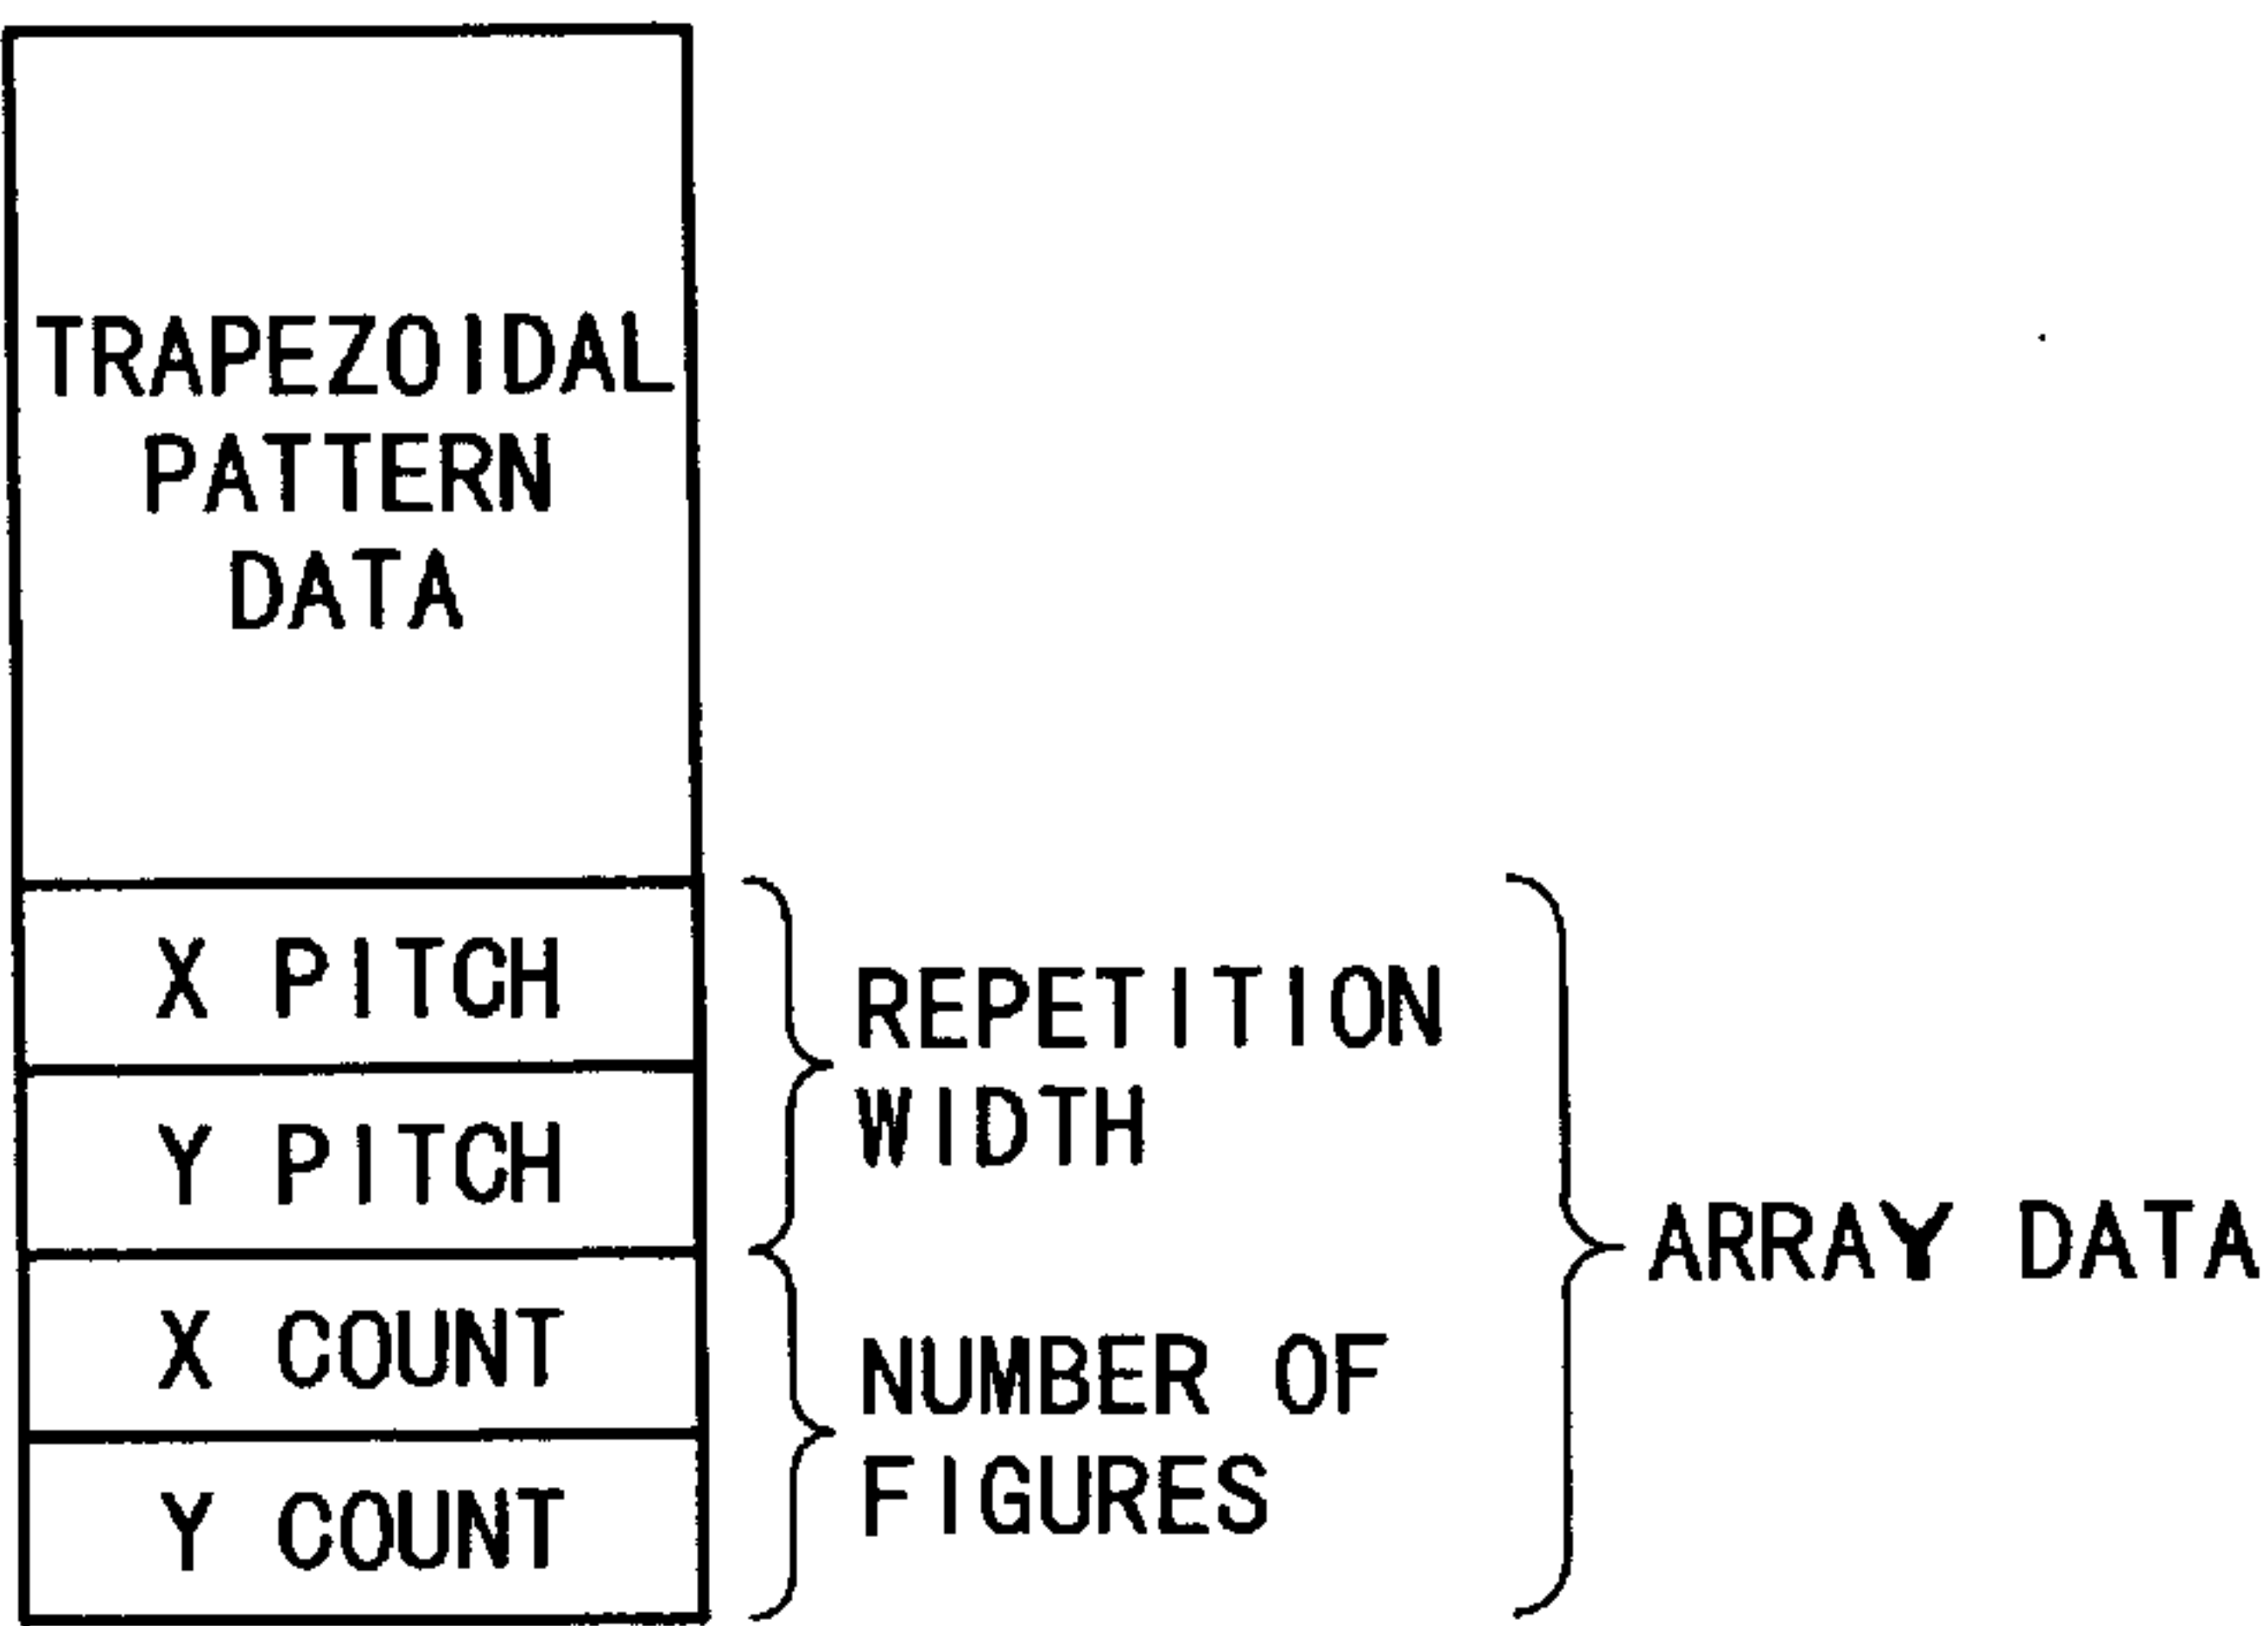 TRAPEZOIDAL
PATTERN
DATA
X PITCH
Y PITCH
X COUNT
Y COUNT
REPETITION
WIDTH
NUMBER OF
FIGURES
ARRAY DATA